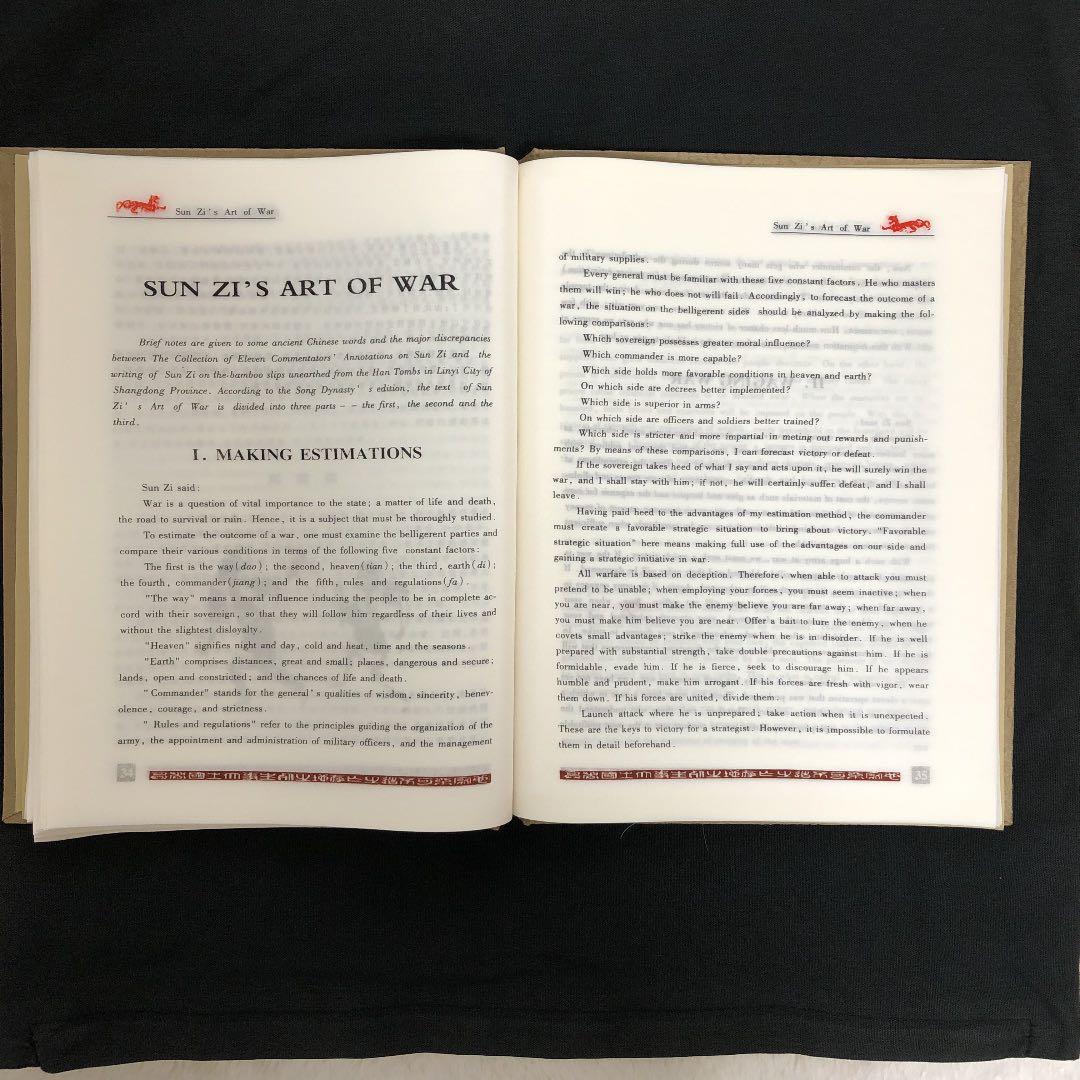 Sun Zi's Art of War
SUN ZI'S ART OF WAR
Brief notes are given to some ancient Chinese words and the major discrepancies
between The Collection of Eleven Commentators' Annotations on Sun Zi and the
writing of Sun Zi on the-bamboo slips unearthed from the Han Tombs in Linyi City of
Shangdong Province. According to the Song Dynasty's edition, the text of Sun
Zi's Art of War is divided into three parts -- the first, the second and the
third.
I. MAKING ESTIMATIONS
Sun Zi said:
War is a question of vital importance to the state; a matter of life and death,
the road to survival or ruin. Hence, it is a subject that must be thoroughly studied.
To estimate the outcome of a war, one must examine the belligerent parties and
compare their various conditions in terms of the following five constant factors:
The first is the way(dao); the second, heaven(tian); the third, earth(di);
the fourth, commander(jiang); and the fifth, rules and regulations(fa).
"The way" means a moral influence inducing the people to be in complete ac-
cord with their sovereign, so that they will follow him regardless of their lives and
without the slightest disloyalty.
"Heaven" signifies night and day, cold and heat, time and the seasons.
"Earth" comprises distances, great and small; places, dangerous and secure;
lands, open and constricted; and the chances of life and death.
"Commander" stands for the general's qualities of wisdom, sincerity, benev-
olence, courage, and strictness.
"Rules and regulations" refer to the principles guiding the organization of the
army, the appointment and administration of military officers, and the management
34
Sun Zi's Art of War
of military supplies.
Every general must be familiar with these five constant factors. He who masters
them will win; he who does not will fail. Accordingly, to forecast the outcome of a
war, the situation on the belligerent sides should be analyzed by making the fol-
lowing comparisons:
Which sovereign possesses greater moral influence?
Which commander is more capable?
Which side holds more favorable conditions in heaven and earth?
On which side are decrees better implemented?
Which side is superior in arms?
On which side are officers and soldiers better trained?
Which side is stricter and more impartial in meting out rewards and punish-
ments? By means of these comparisons, I can forecast victory or defeat.
If the sovereign takes heed of what I say and acts upon it, he will surely win the
war, and I shall stay with him; if not, he will certainly suffer defeat, and I shall
leave.
Having paid heed to the advantages of my estimation method, the commander
must create a favorable strategic situation to bring about victory. "Favorable
strategic situation" here means making full use of the advantages on our side and
gaining a strategic initiative in war.
All warfare is based on deception. Therefore, when able to attack you must
pretend to be unable; when employing your forces, you must seem inactive; when
you are near, you must make the enemy believe you are far away; when far away,
you must make him believe you are near. Offer a bait to lure the enemy, when he
covets small advantages; strike the enemy when he is in disorder. If he is well
prepared with substantial strength, take double precautions against him. If he is
formidable, evade him. If he is fierce, seek to discourage him. If he appears
humble and prudent, make him arrogant. If his forces are fresh with vigor, wear
them down. If his forces are united, divide them.
Launch attack where he is unprepared; take action when it is unexpected.
These are the keys to victory for a strategist. However, it is impossible to formulate
them in detail beforehand.
35